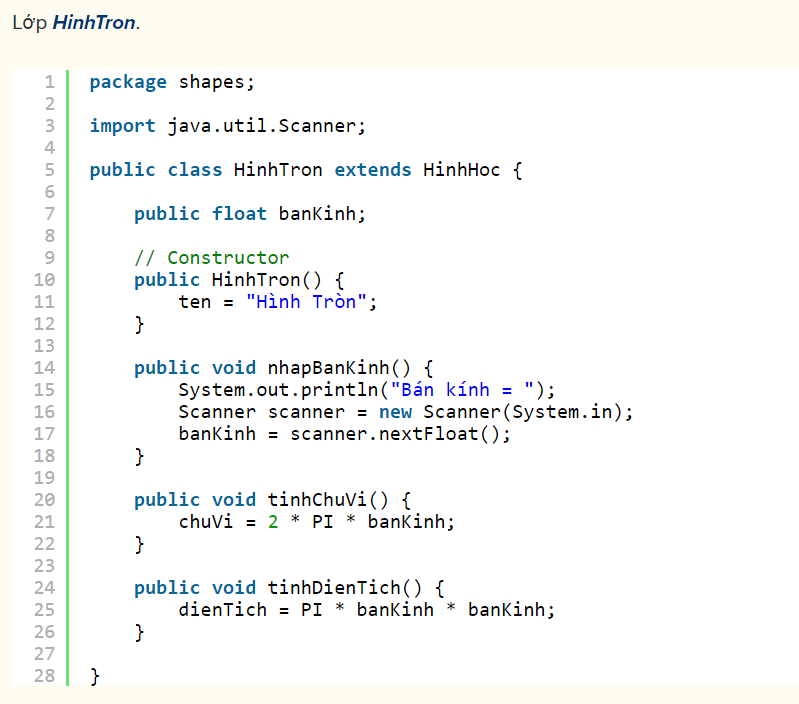 Lớp HinhTron.
1 package shapes;
2
3 import java.util.Scanner;
4
5 public class HinhTron extends HinhHoc {
6
7     public float banKinh;
8
9     // Constructor
10     public HinhTron() {
11         ten = "Hình Tròn";
12     }
13
14     public void nhapBanKinh() {
15         System.out.println("Bán kính = ");
16         Scanner scanner = new Scanner(System.in);
17         banKinh = scanner.nextFloat();
18     }
19
20     public void tinhChuVi() {
21         chuVi = 2 * PI * banKinh;
22     }
23
24     public void tinhDienTich() {
25         dienTich = PI * banKinh * banKinh;
26     }
27
28 }